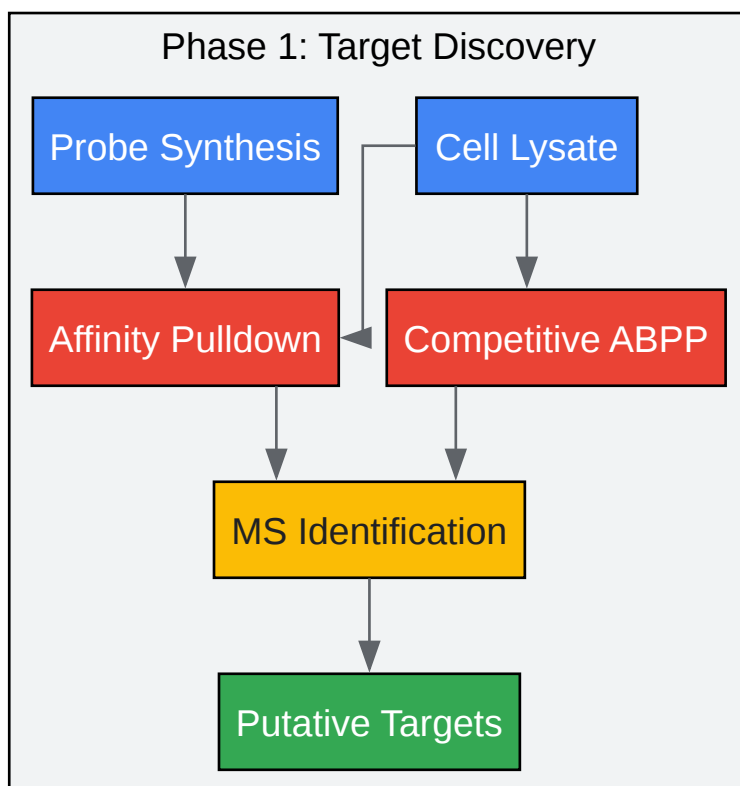 Phase 1: Target Discovery
Probe Synthesis
Cell Lysate
Affinity Pulldown
Competitive ABPP
MS Identification
Putative Targets